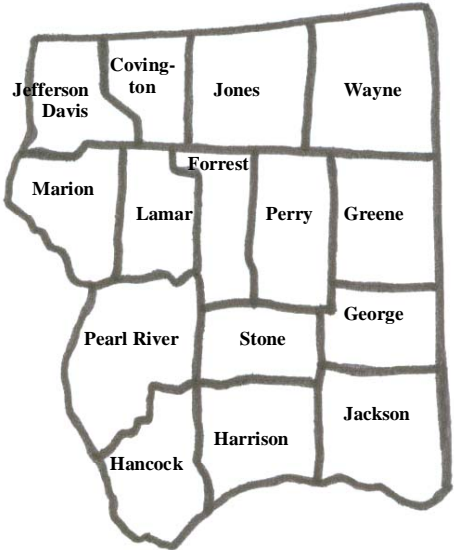 Jefferson
Davis
Coving-
ton
Jones
Wayne
Marion
Lamar
Forrest
Perry
Greene
Pearl River
Stone
George
Hancock
Harrison
Jackson